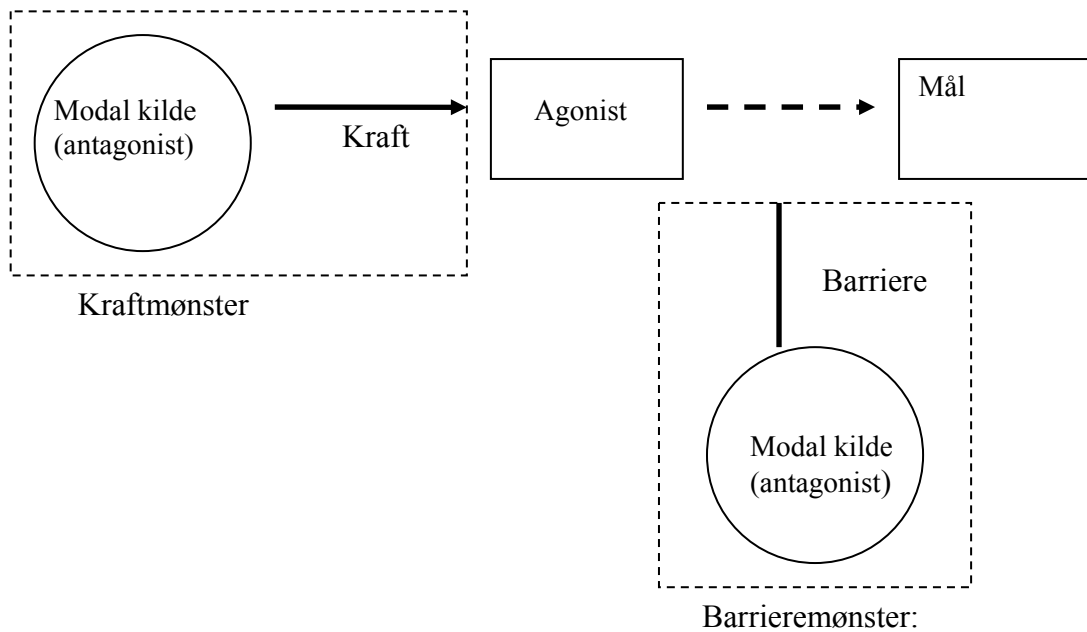 Modal kilde
(antagonist)
Kraft
Agonist
Mål
Kraftmønster
Barriere
Modal kilde
(antagonist)
Barrieremønster: